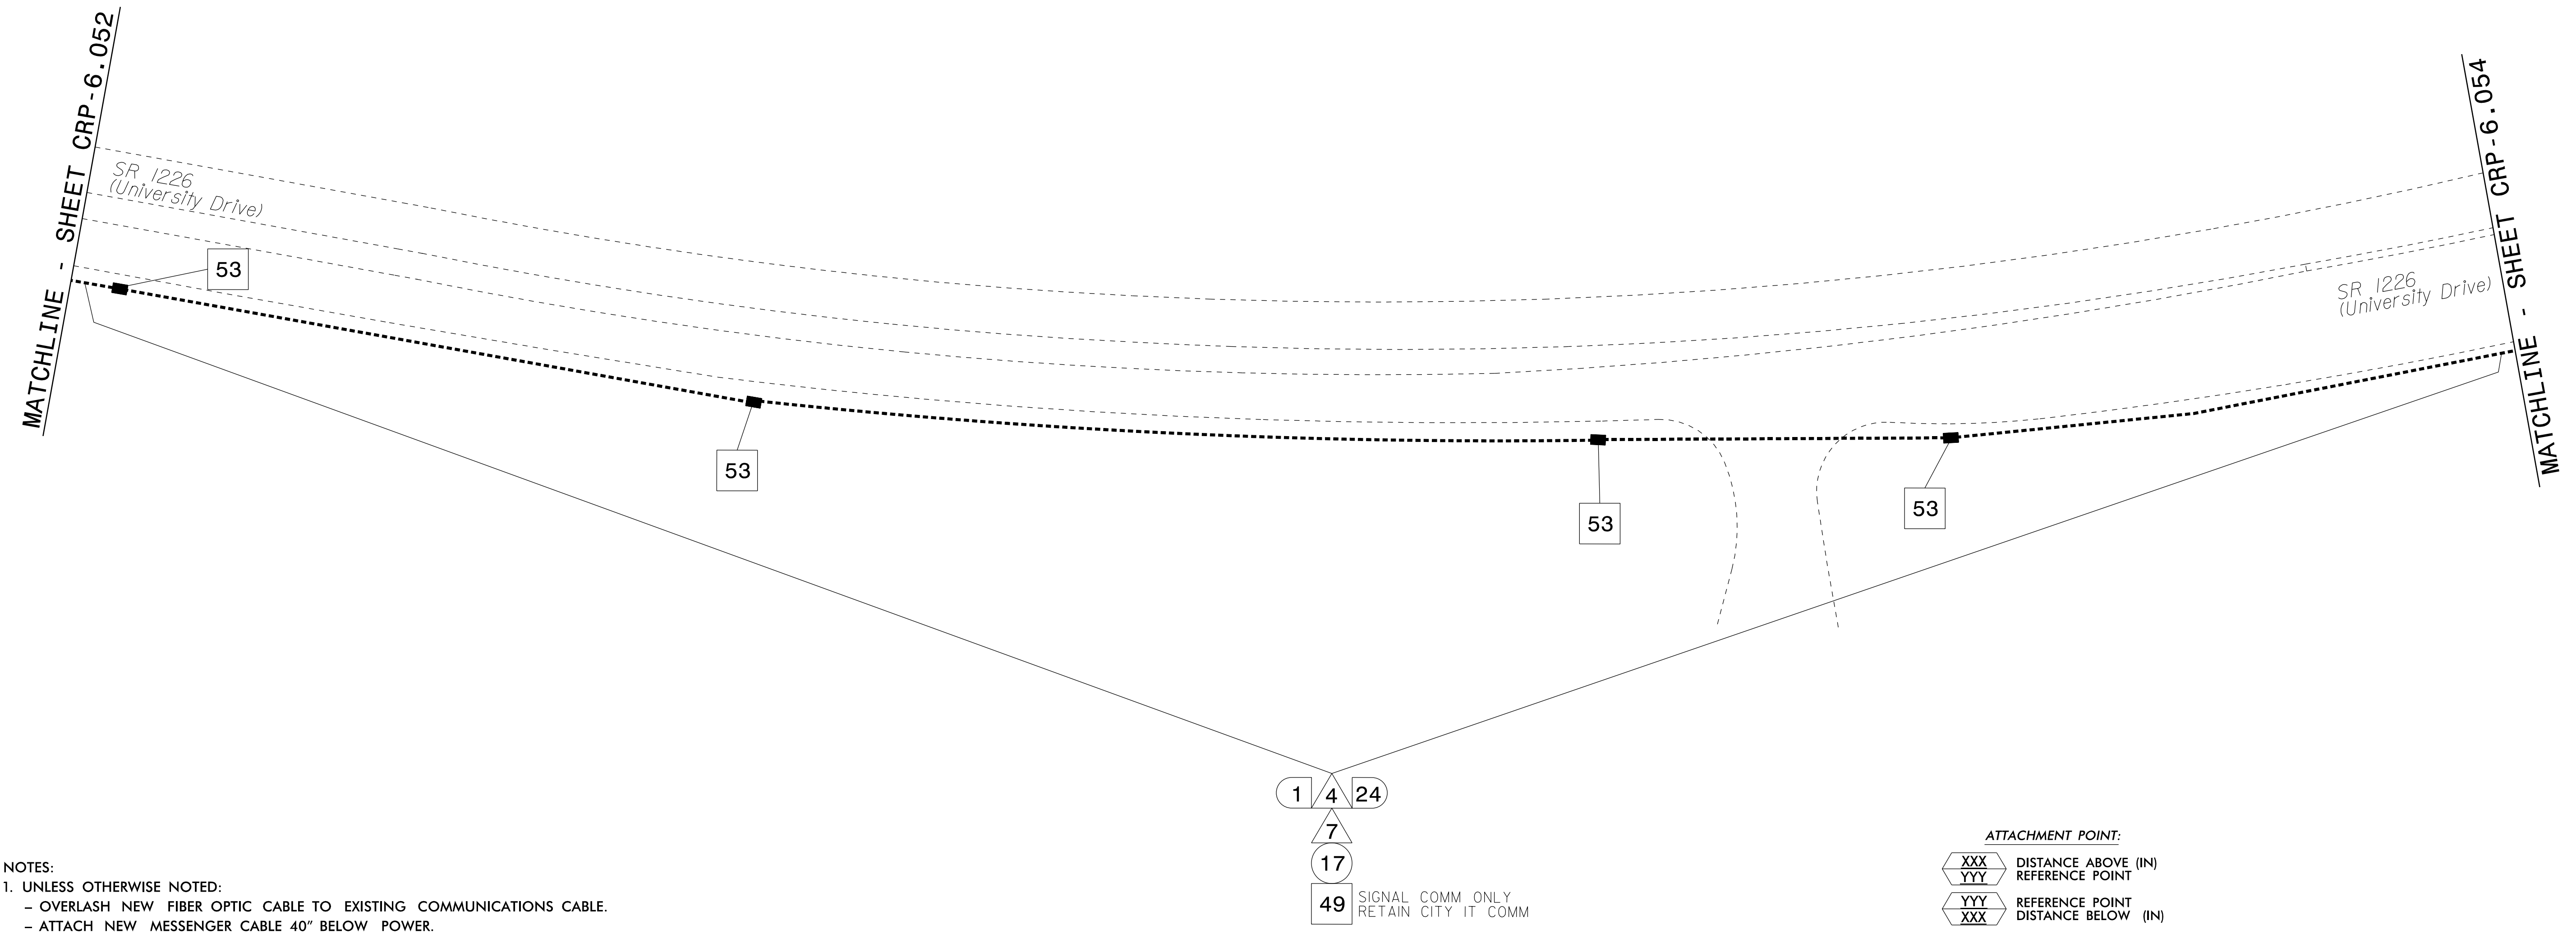 MATCHLINE - SHEET CRP-6.052
SR 1226
(University Drive)
53
53
53
53
SR 1226
(University Drive)
MATCHLINE - SHEET CRP-6.054
1 4 24
7
17
49
SIGNAL COMM ONLY
RETAIN CITY IT COMM
NOTES:
1. UNLESS OTHERWISE NOTED:
– OVERLASH NEW FIBER OPTIC CABLE TO EXISTING COMMUNICATIONS CABLE.
– ATTACH NEW MESSENGER CABLE 40" BELOW POWER.
ATTACHMENT POINT:
XXX DISTANCE ABOVE (IN)
YYY REFERENCE POINT
YYY REFERENCE POINT
XXX DISTANCE BELOW (IN)